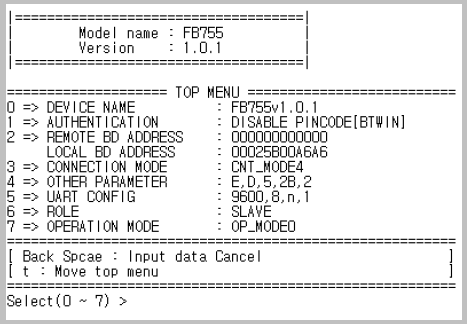 |=====================================|
|        Model name : FB755           |
|        Version    : 1.0.1           |
|=====================================|
===================== TOP MENU ===========================
0 => DEVICE NAME           : FB755v1.0.1
1 => AUTHENTICATION        : DISABLE PINCODE[BTWIN]
2 => REMOTE BD ADDRESS     : 000000000000
     LOCAL BD ADDRESS      : 00025B00A6A6
3 => CONNECTION MODE       : CNT_MODE4
4 => OTHER PARAMETER       : E,D,5,2B,2
5 => UART CONFIG           : 9600,8,n,1
6 => ROLE                  : SLAVE
7 => OPERATION MODE        : OP_MODE0
==========================================================
[ Back Spcae : Input data Cancel                         ]
[ t : Move top menu                                      ]
==========================================================
Select(0 ~ 7) >